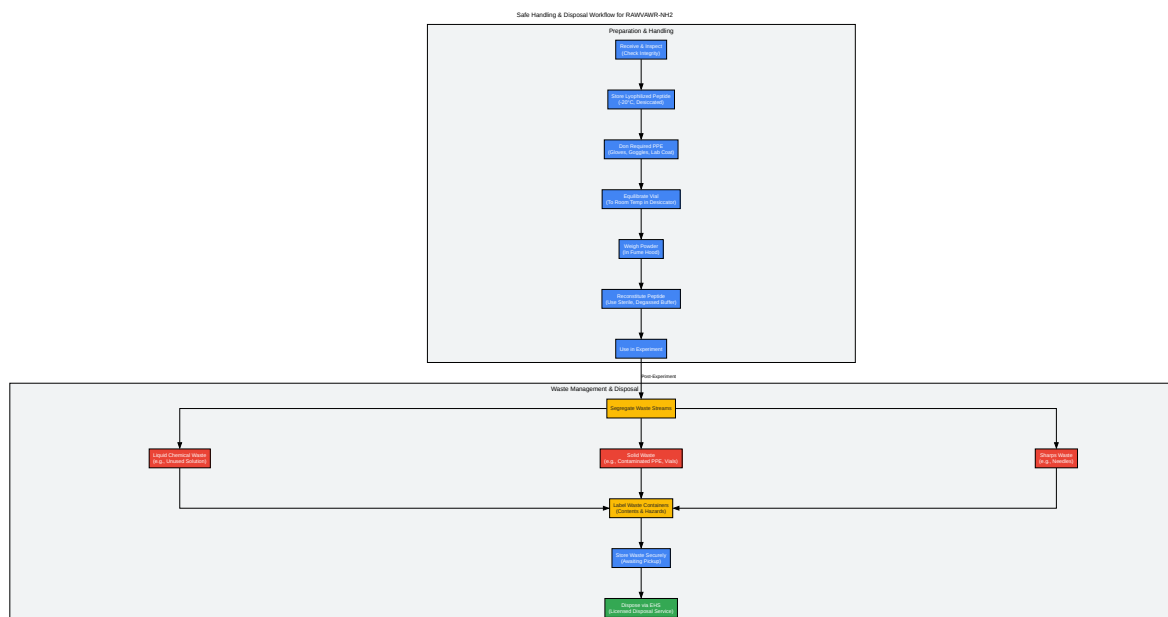 Safe Handling & Disposal Workflow for RAWVAWR-NH2
Preparation & Handling
Receive & Inspect
(Check Integrity)
Store Lyophilized Peptide
(-20°C, Desiccated)
Don Required PPE
(Gloves, Goggles, Lab Coat)
Equilibrate Vial
(To Room Temp in Desiccator)
Weigh Powder
(In Fume Hood)
Reconstitute Peptide
(Use Sterile, Degassed Buffer)
Use in Experiment
Post-Experiment
Waste Management & Disposal
Segregate Waste Streams
Liquid Chemical Waste
(e.g., Unused Solution)
Solid Waste
(e.g., Contaminated PPE, Vials)
Sharps Waste
(e.g., Needles)
Label Waste Containers
(Contents & Hazards)
Store Waste Securely
(Awaiting Pickup)
Dispose via EHS
(Licensed Disposal Service)